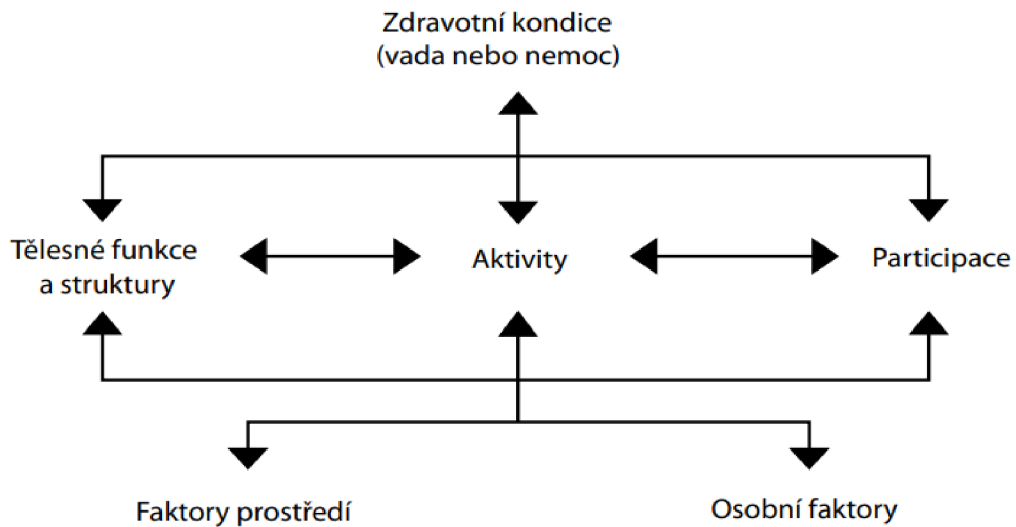 Zdravotní kondice
(vada nebo nemoc)
Tělesné funkce
a struktury
Aktivity
Participace
Faktory prostředí
Osobní faktory